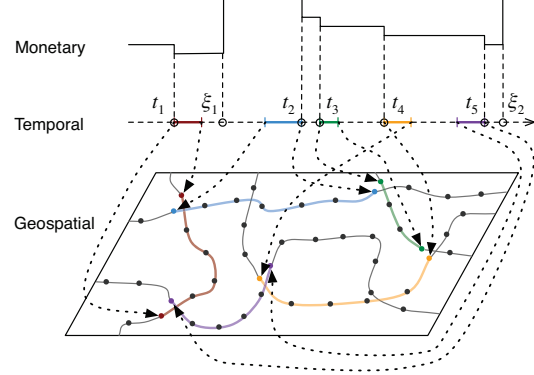 Monetary
t₁ ξ₁ t₂ t₃ t₄ t₅ ξ₂
Temporal
Geospatial